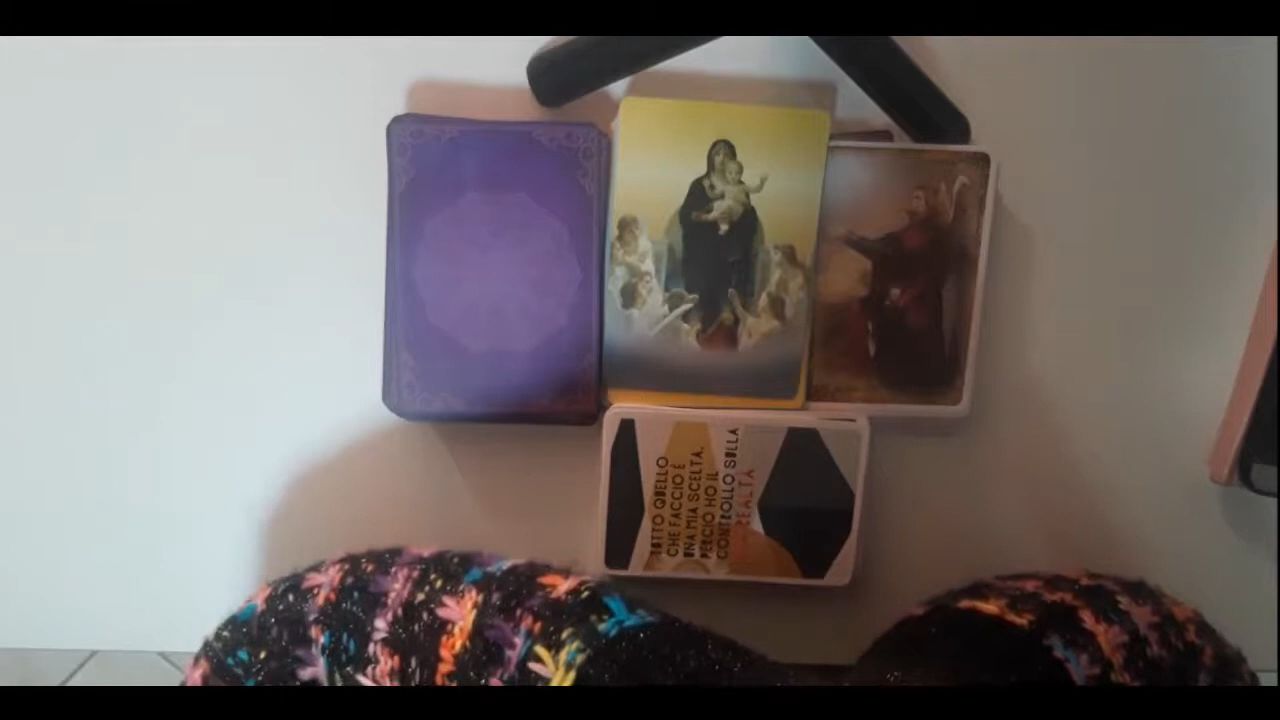 TUTTO QUELLO
CHE FACCIO È
UNA MIA SCELTA,
PERCIÒ HO IL
CONTROLLO SULLA
REALTÀ